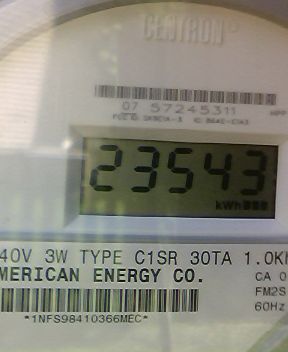 CENTRON®
07 57245311
23543
kWh
40V 3W TYPE C1SR 30TA 1.0K
MERICAN ENERGY CO.
CA 0
FM2S
60Hz
*1NFS98410366MEC*